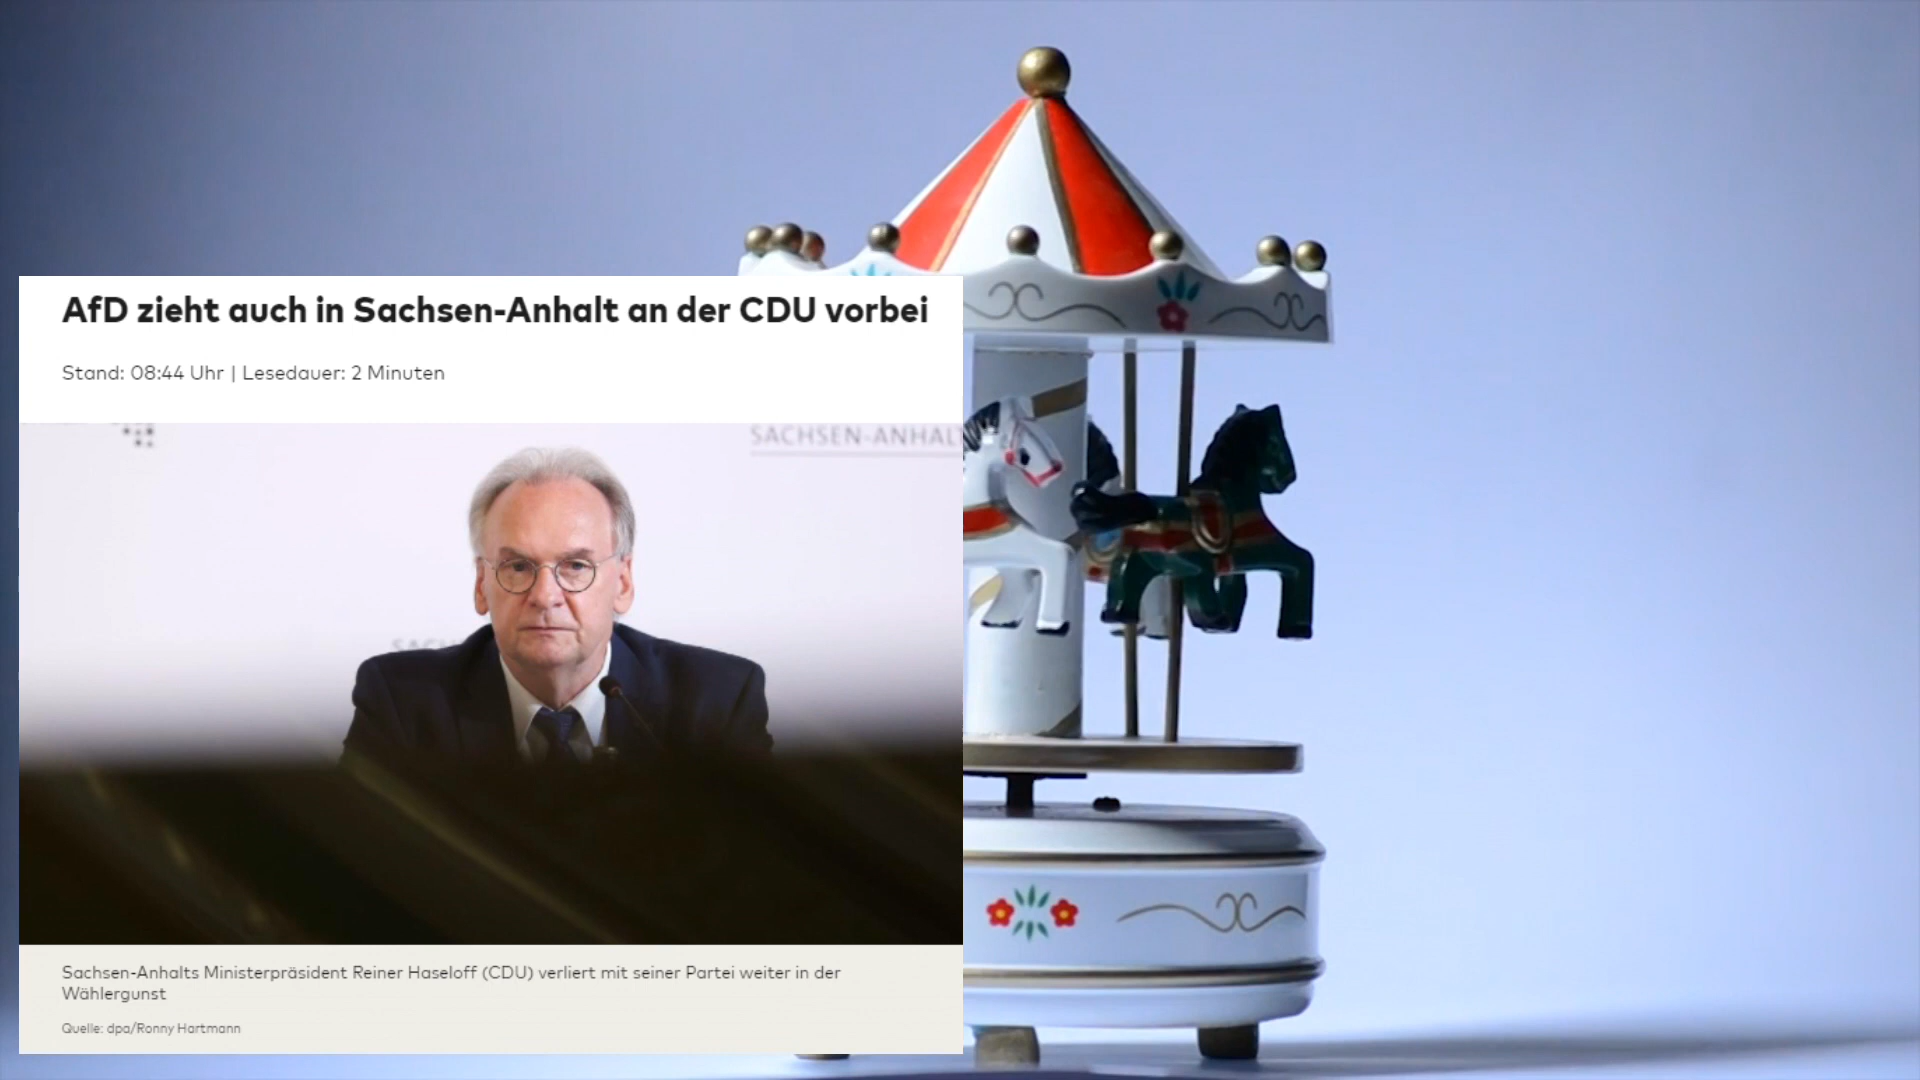 AfD zieht auch in Sachsen-Anhalt an der CDU vorbei
Stand: 08:44 Uhr | Lesedauer: 2 Minuten
SACHSEN-ANHALT
Sachsen-Anhalts Ministerpräsident Reiner Haseloff (CDU) verliert mit seiner Partei weiter in der
Wählergunst
Quelle: dpa/Ronny Hartmann